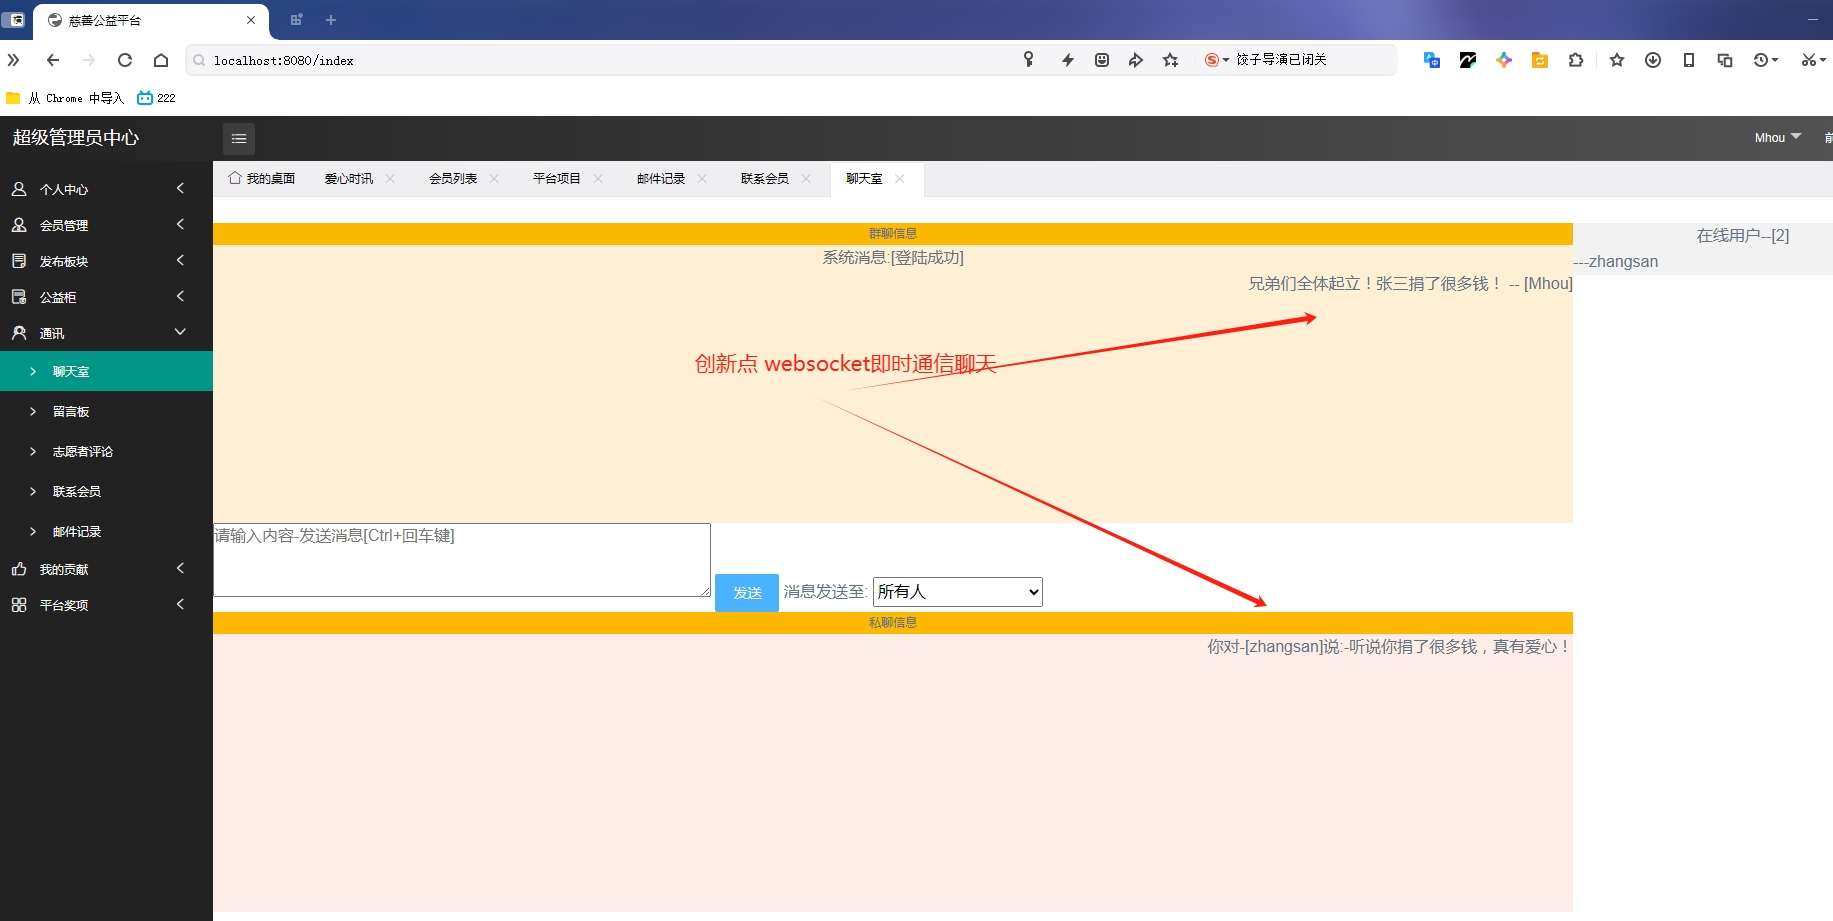 慈善公益平台
localhost:8080/index
饺子导演已闭关
从 Chrome 中导入
222
超级管理员中心
Mhou
前
个人中心
会员管理
发布板块
公益柜
通讯
聊天室
留言板
志愿者评论
联系会员
邮件记录
我的贡献
平台奖项
我的桌面
爱心时讯
会员列表
平台项目
邮件记录
联系会员
聊天室
群聊信息
系统消息:[登陆成功]
兄弟们全体起立！张三捐了很多钱！ -- [Mhou]
在线用户--[2]
---zhangsan
创新点 websocket即时通信聊天
请输入内容-发送消息[Ctrl+回车键]
发送
消息发送至:
所有人
私聊信息
你对-[zhangsan]说:-听说你捐了很多钱，真有爱心！